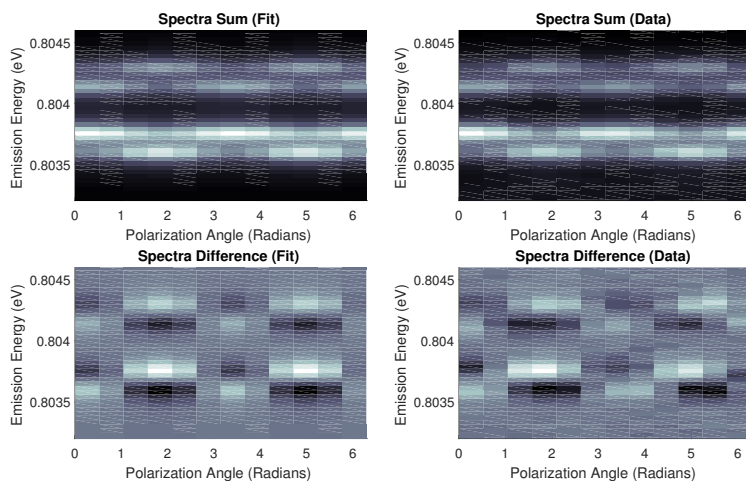 Spectra Sum (Fit)
Emission Energy (eV)
0.8045
0.804
0.8035
0 1 2 3 4 5 6
Polarization Angle (Radians)
Spectra Sum (Data)
Emission Energy (eV)
0.8045
0.804
0.8035
0 1 2 3 4 5 6
Polarization Angle (Radians)
Spectra Difference (Fit)
Emission Energy (eV)
0.8045
0.804
0.8035
0 1 2 3 4 5 6
Polarization Angle (Radians)
Spectra Difference (Data)
Emission Energy (eV)
0.8045
0.804
0.8035
0 1 2 3 4 5 6
Polarization Angle (Radians)